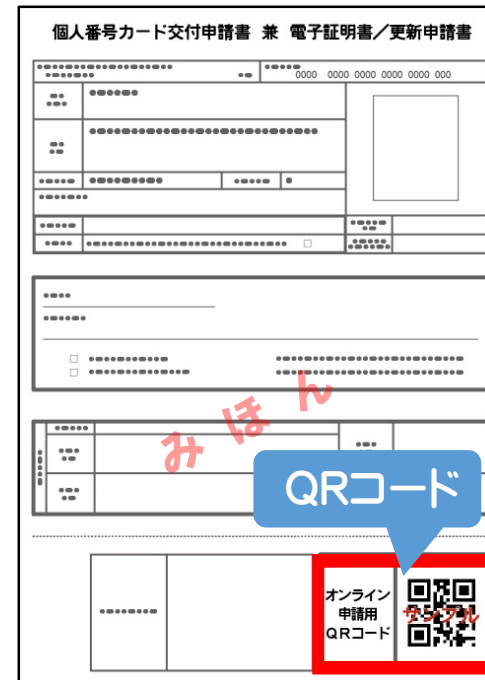 個人番号カード交付申請書 兼 電子証明書/更新申請書
0000 0000 0000 0000 0000 000
みほん
QRコード
オンライン
申請用
QRコード
サンプル